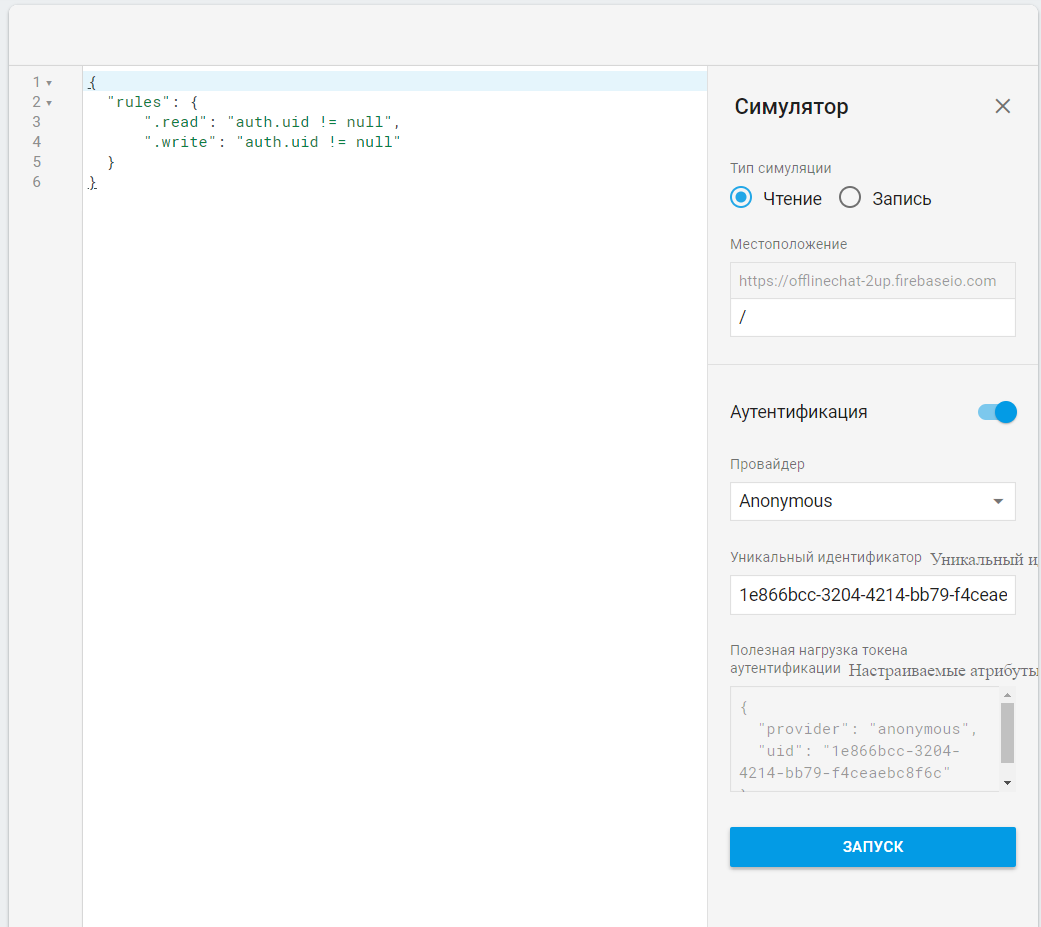 1
{
2
"rules": {
3
".read": "auth.uid != null",
4
".write": "auth.uid != null"
5
}
6
}
Симулятор
Тип симуляции
Чтение
Запись
Местоположение
https://offlinechat-2up.firebaseio.com
/
Аутентификация
Провайдер
Anonymous
Уникальный идентификатор Уникальный и
1e866bcc-3204-4214-bb79-f4ceae
Полезная нагрузка токена
аутентификации Настраиваемые атрибуты
{
"provider": "anonymous",
"uid": "1e866bcc-3204-
4214-bb79-f4ceaebc8f6c"
}
ЗАПУСК